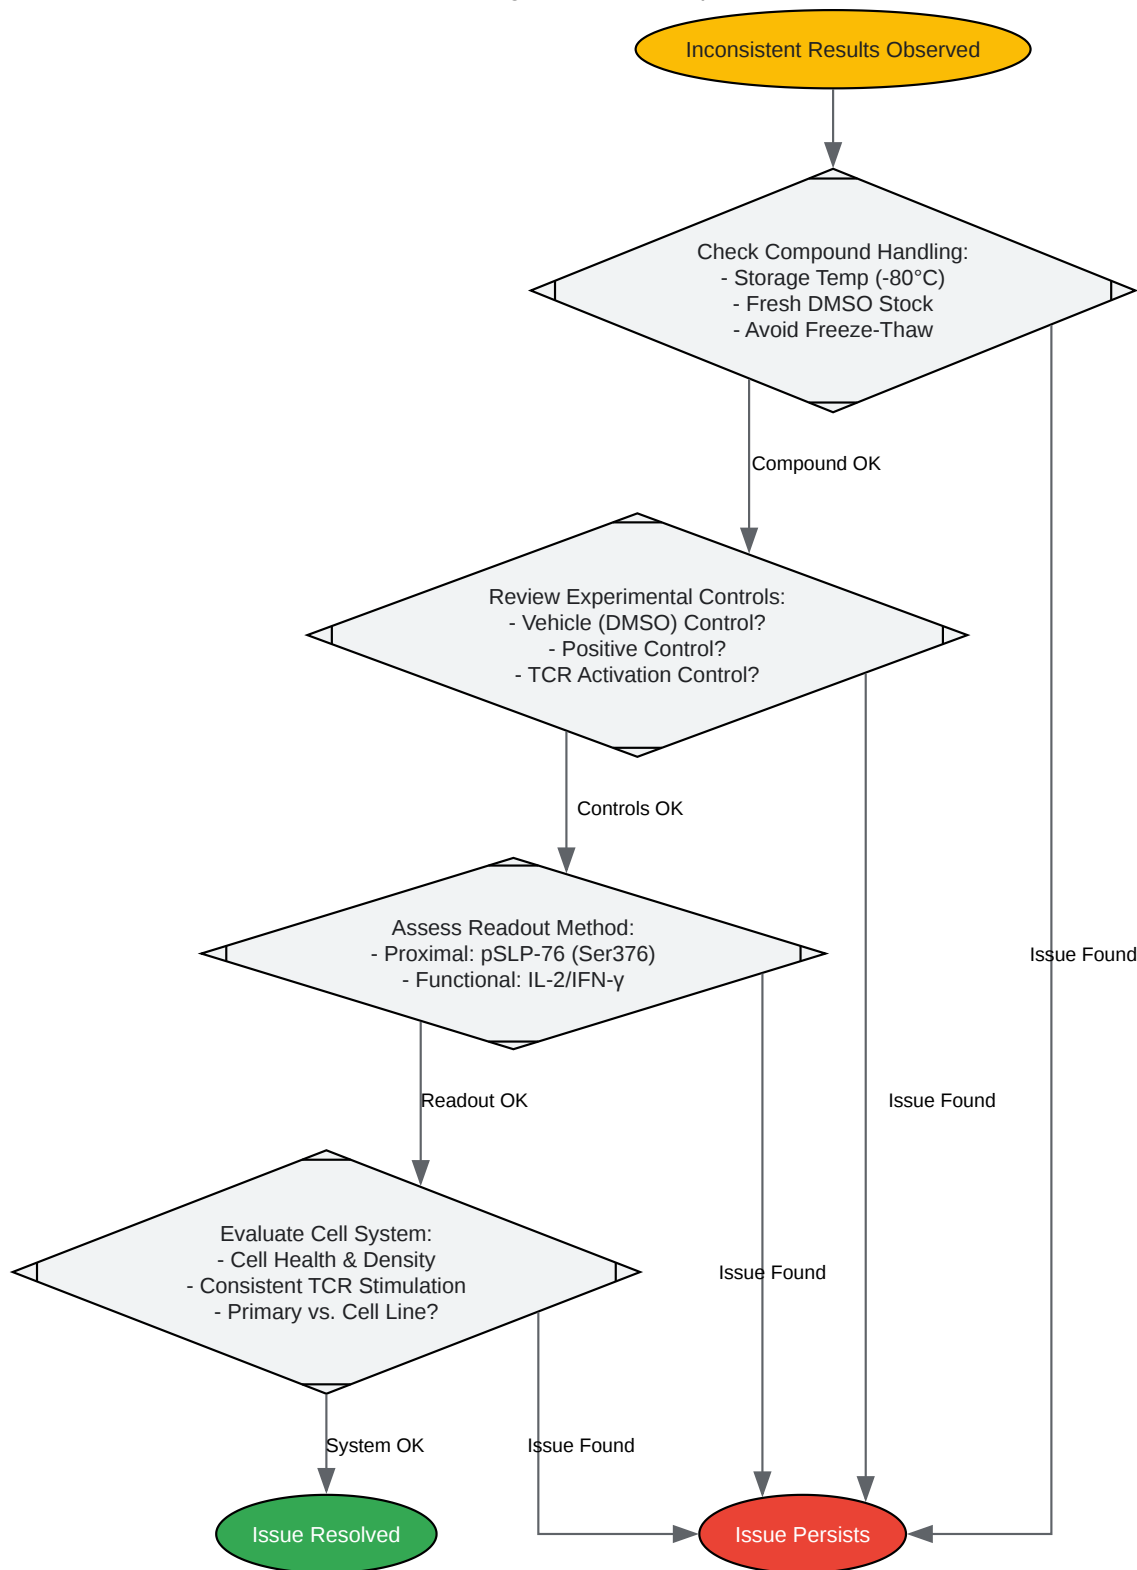 Inconsistent Results Observed
Check Compound Handling:
- Storage Temp (-80°C)
- Fresh DMSO Stock
- Avoid Freeze-Thaw
Compound OK
Review Experimental Controls:
- Vehicle (DMSO) Control?
- Positive Control?
- TCR Activation Control?
Controls OK
Assess Readout Method:
- Proximal: pSLP-76 (Ser376)
- Functional: IL-2/IFN-γ
Issue Found
Readout OK
Issue Found
Evaluate Cell System:
- Cell Health & Density
- Consistent TCR Stimulation
- Primary vs. Cell Line?
Issue Found
System OK
Issue Found
Issue Resolved
Issue Persists